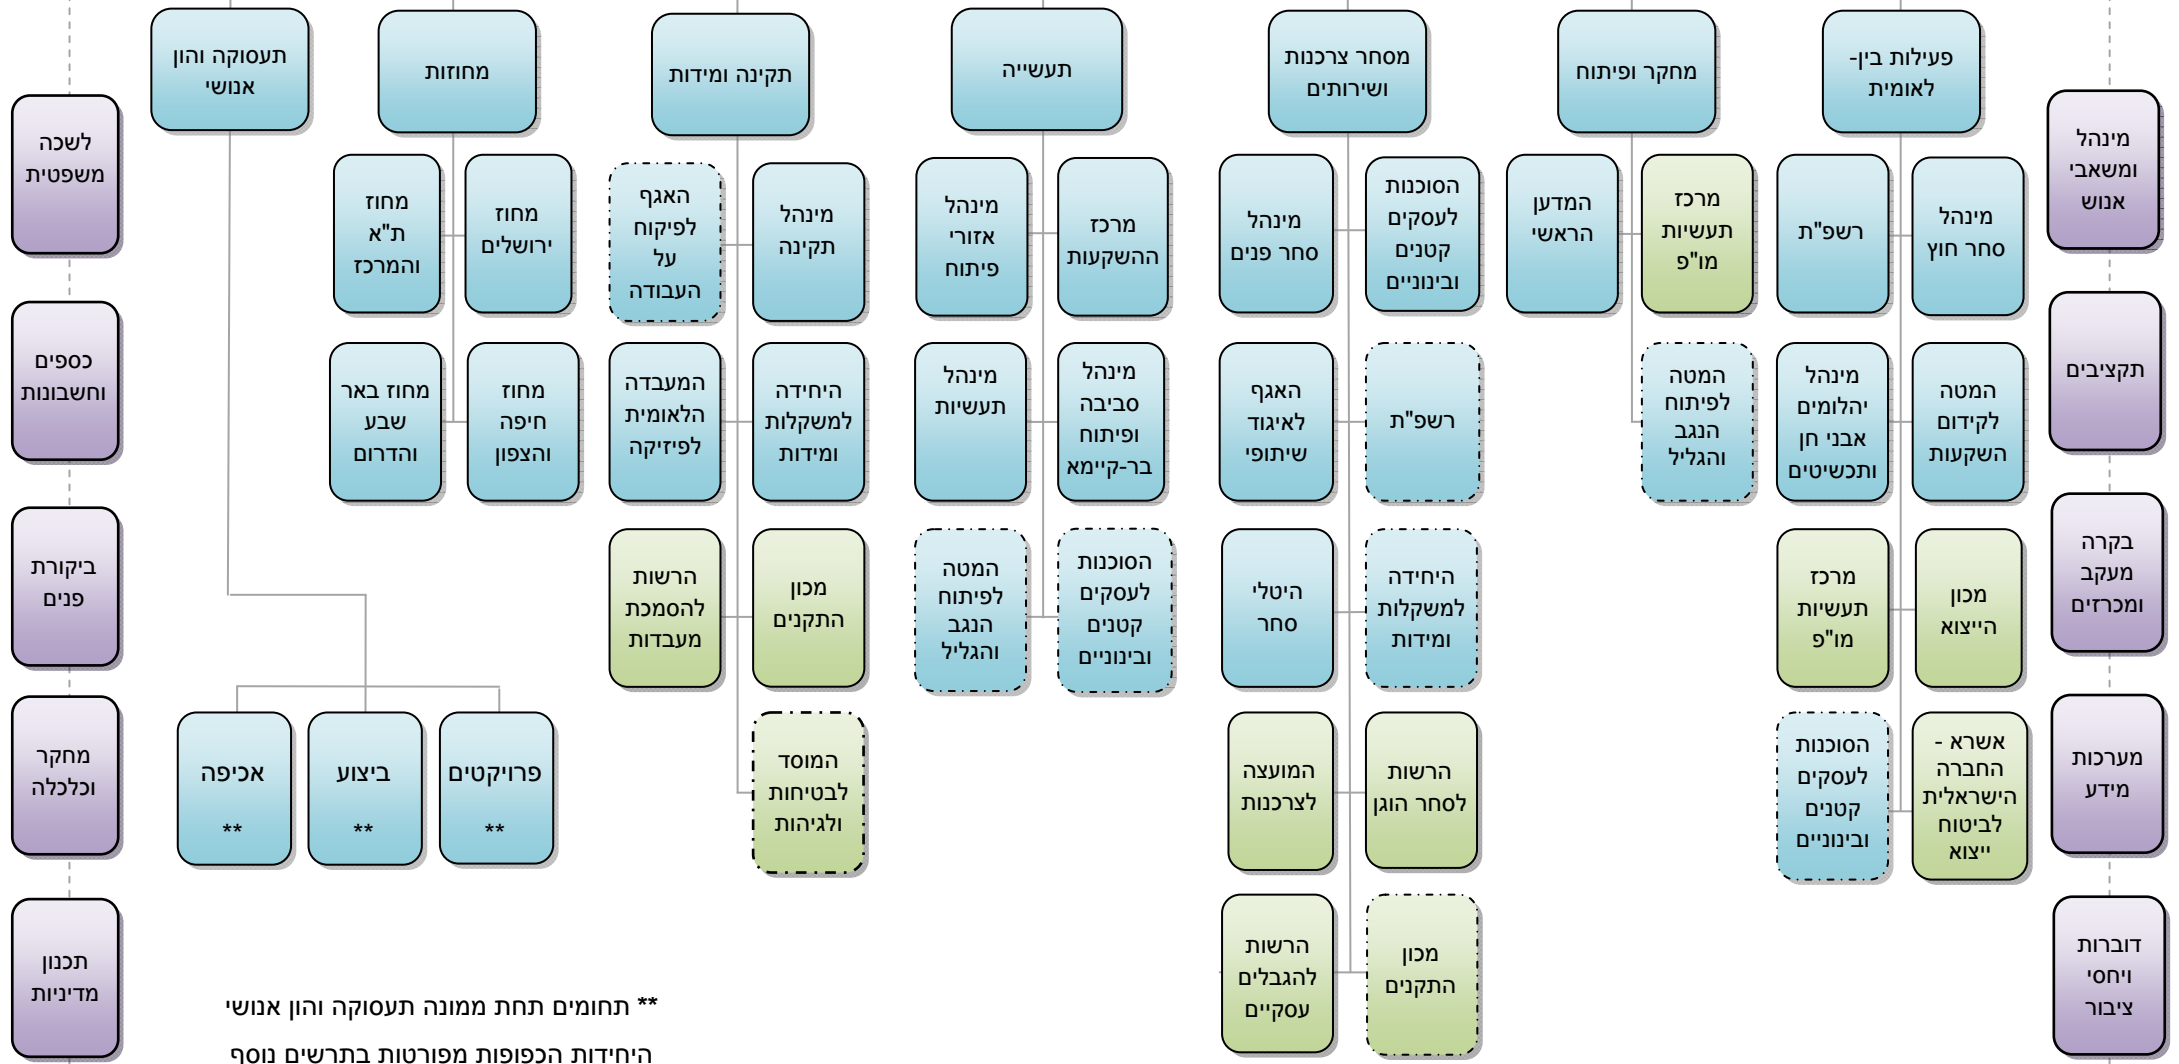 פעילות בין-
לאומית
מחקר ופיתוח
מסחר צרכנות
ושירותים
תעשייה
תקינה ומידות
מחוזות
תעסוקה והון
אנושי
מינהל
ומשאבי
אנוש
תקציבים
בקרה
מעקב
ומכרזים
מערכות
מידע
דוברות
ויחסי
ציבור
מינהל
סחר חוץ
רשפ"ת
המטה
לקידום
השקעות
מינהל
יהלומים
אבני חן
ותכשיטים
מכון
הייצוא
מרכז
תעשיות
מו"פ
אשרא -
החברה
הישראלית
לביטוח
ייצוא
הסוכנות
לעסקים
קטנים
ובינוניים
מרכז
תעשיות
מו"פ
המדען
הראשי
המטה
לפיתוח
הנגב
והגליל
הסוכנות
לעסקים
קטנים
ובינוניים
מינהל
סחר פנים
רשפ"ת
האגף
לאיגוד
שיתופי
היחידה
למשקלות
ומידות
היטלי
סחר
הרשות
לסחר הוגן
המועצה
לצרכנות
מכון
התקנים
הרשות
להגבלים
עסקיים
מרכז
ההשקעות
מינהל
אזורי
פיתוח
מינהל
סביבה
ופיתוח
בר-קיימא
מינהל
תעשיות
הסוכנות
לעסקים
קטנים
ובינוניים
המטה
לפיתוח
הנגב
והגליל
מינהל
תקינה
האגף
לפיקוח
על
העבודה
היחידה
למשקלות
ומידות
המעבדה
הלאומית
לפיזיקה
מכון
התקנים
הרשות
להסמכת
מעבדות
המוסד
לבטיחות
ולגיהות
מחוז
ירושלים
מחוז
ת"א
והמרכז
מחוז
חיפה
והצפון
מחוז באר
שבע
והדרום
פרויקטים
**
ביצוע
**
אכיפה
**
לשכה
משפטית
כספים
וחשבונות
ביקורת
פנים
מחקר
וכלכלה
תכנון
מדיניות
** תחומים תחת ממונה תעסוקה והון אנושי
היחידות הכפופות מפורטות בתרשים נוסף